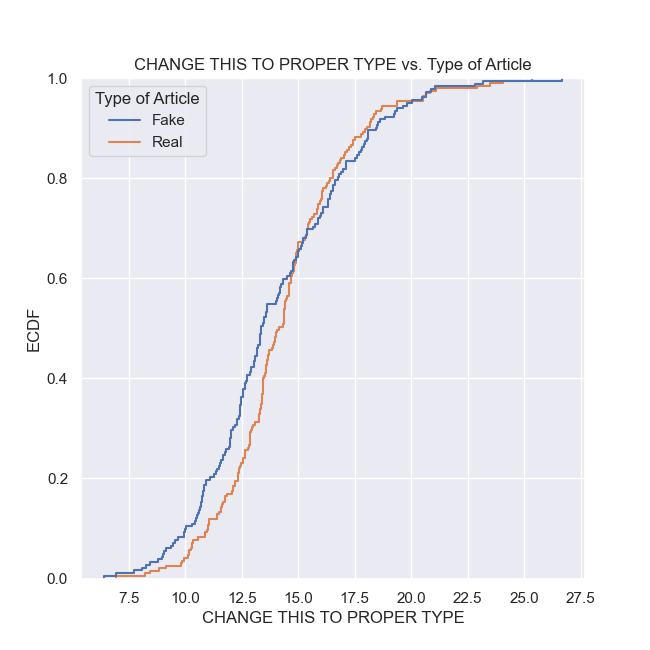 CHANGE THIS TO PROPER TYPE vs. Type of Article
Type of Article
Fake
Real
1.0
0.8
0.6
0.4
0.2
0.0
ECDF
7.5 10.0 12.5 15.0 17.5 20.0 22.5 25.0 27.5
CHANGE THIS TO PROPER TYPE